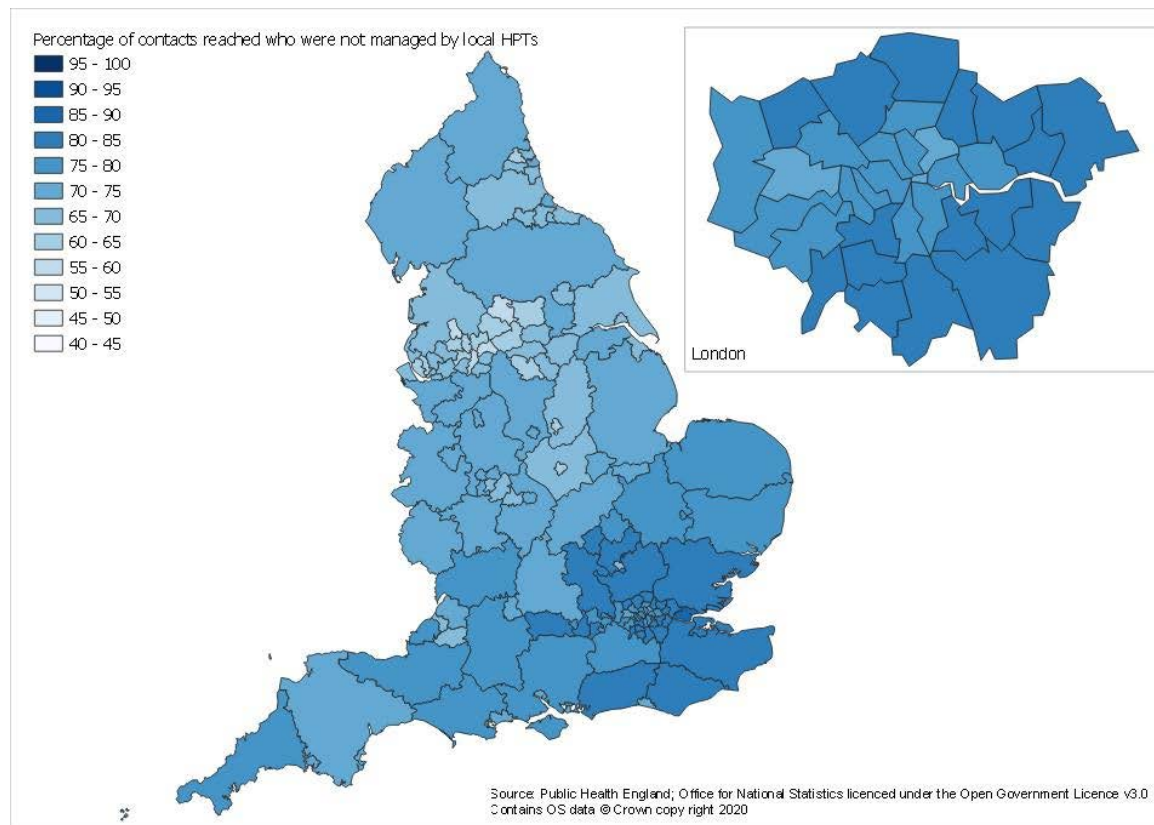 Percentage of contacts reached who were not managed by local HPTs
95 - 100
90 - 95
85 - 90
80 - 85
75 - 80
70 - 75
65 - 70
60 - 65
55 - 60
50 - 55
45 - 50
40 - 45
London
Source: Public Health England; Office for National Statistics licenced under the Open Government Licence v3.0
Contains OS data © Crown copy right 2020